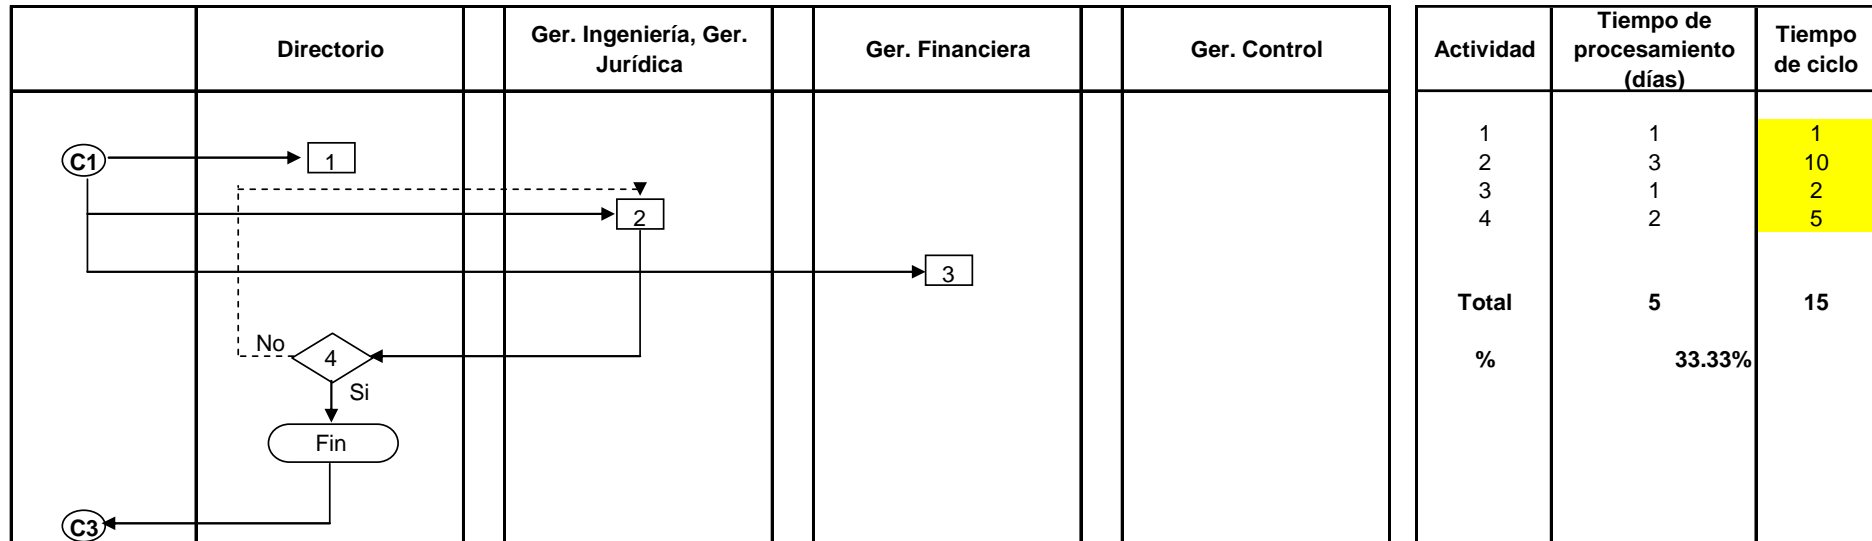 Directorio
Ger. Ingeniería, Ger.
Jurídica
Ger. Financiera
Ger. Control
Actividad
Tiempo de
procesamiento
(días)
Tiempo
de ciclo
C1
1
2
3
No
4
Si
Fin
C3
1 1 1
2 3 10
3 1 2
4 2 5
Total 5 15
% 33.33%